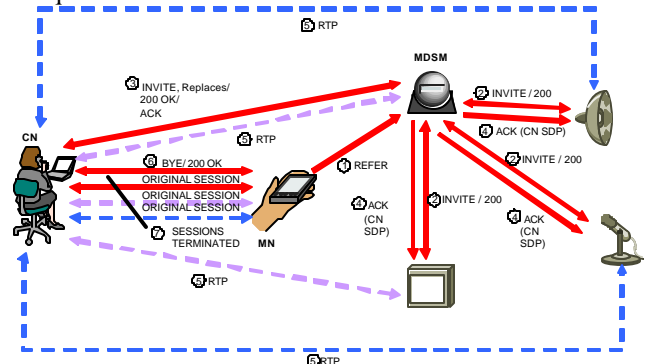 5 RTP
MDSM
3 INVITE, Replaces/
200 OK/
ACK
2 INVITE / 200
CN
5 RTP
4 ACK (CN SDP)
6 BYE/ 200 OK
1 REFER
2 INVITE / 200
ORIGINAL SESSION
ORIGINAL SESSION
ORIGINAL SESSION
4 ACK
(CN
SDP)
2 INVITE / 200
4 ACK
(CN
SDP)
7 SESSIONS
TERMINATED
MN
5 RTP
5 RTP